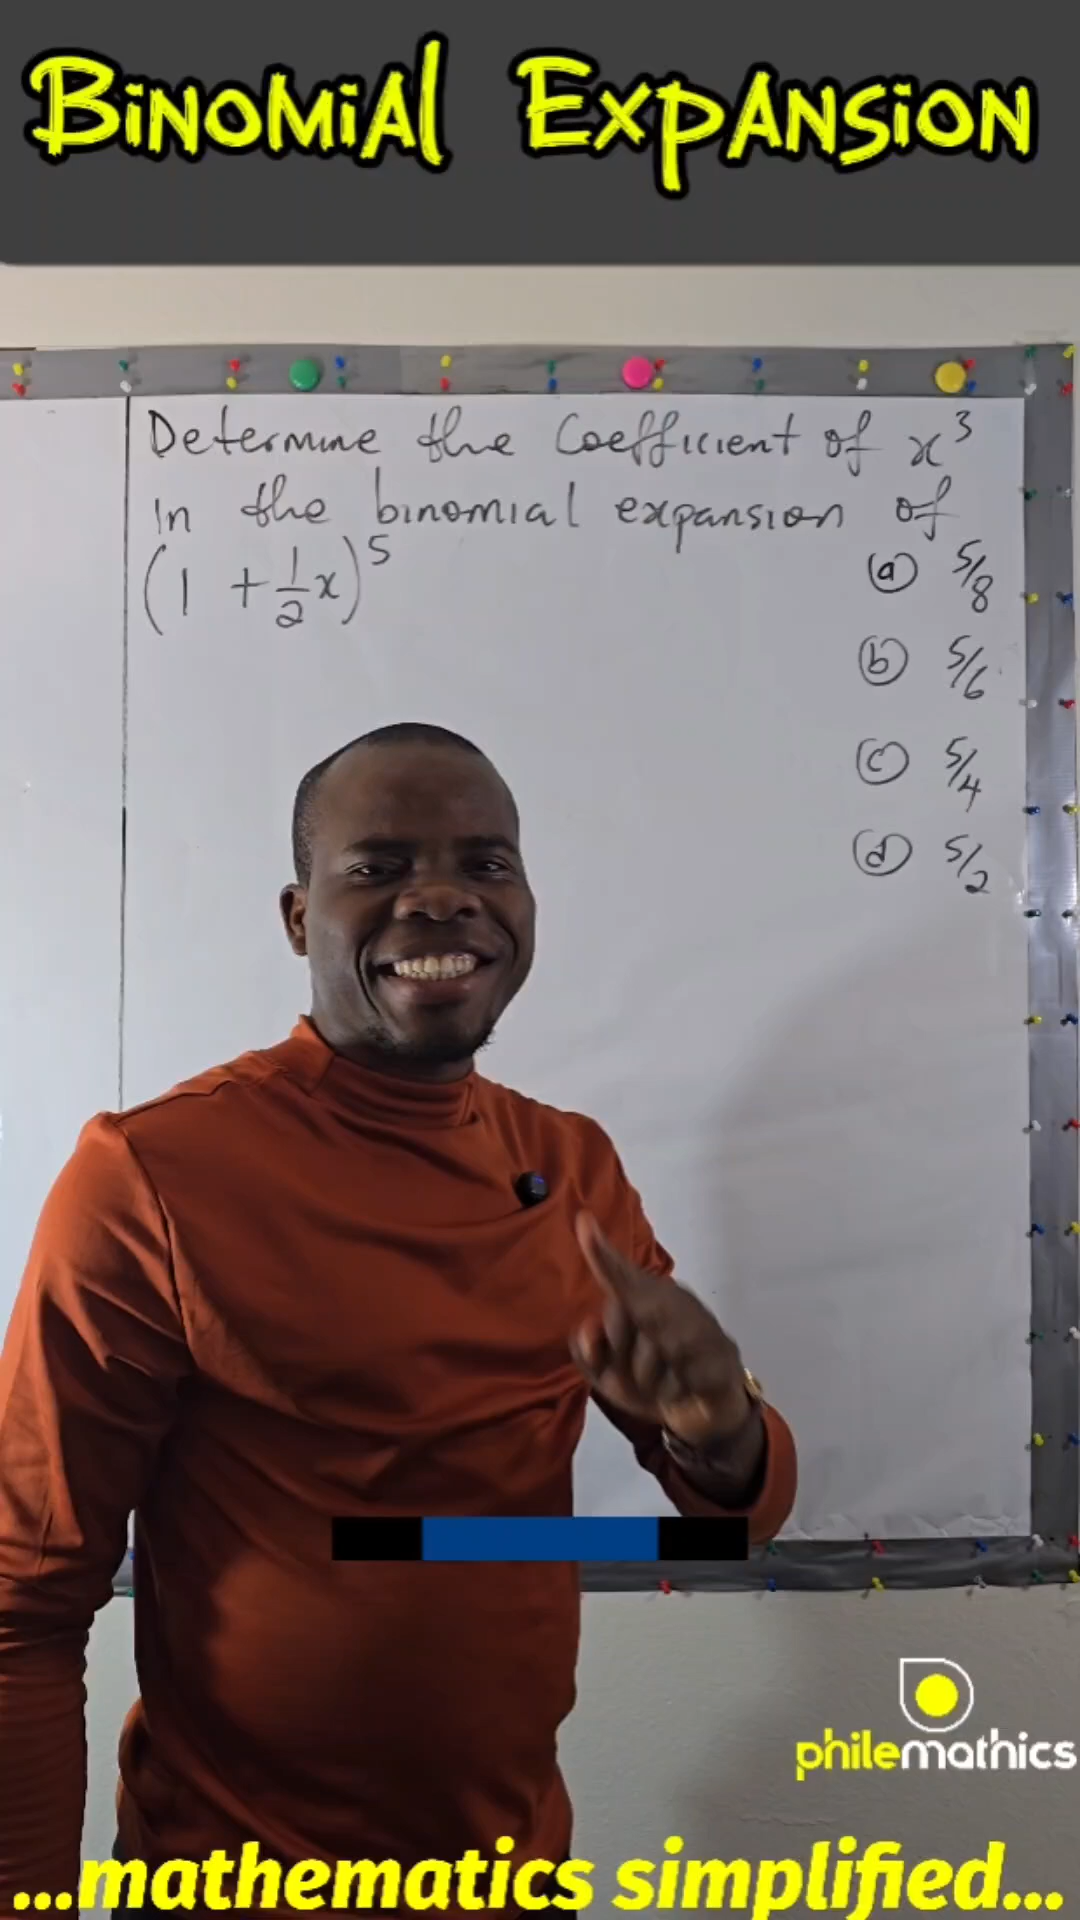 BiNOMiAl ExpANSiON
Determine the Coefficient of x³
in the binomial expansion of
(1 + 1/2 x)⁵
(a) 5/8
(b) 5/6
(c) 5/4
(d) 5/2
philemathics
...mathematics simplified...